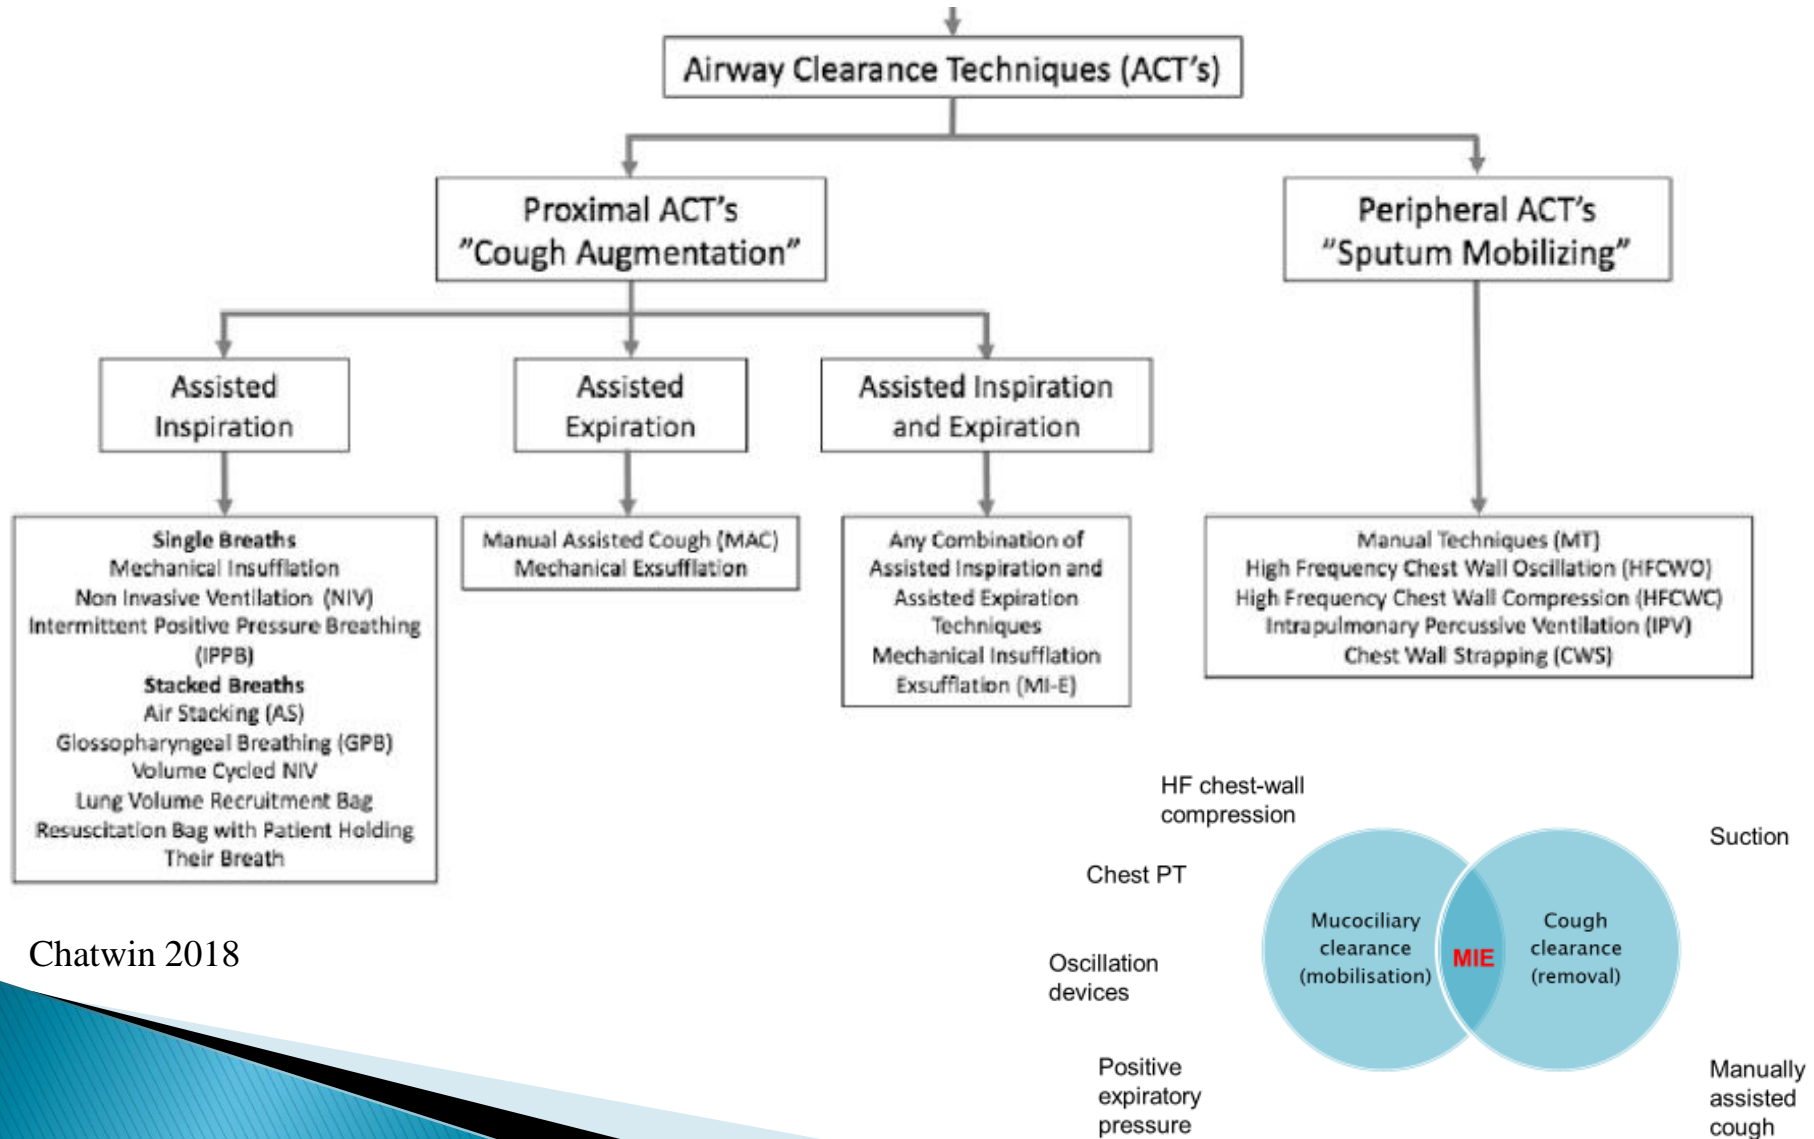 Airway Clearance Techniques (ACT's)
Proximal ACT's
"Cough Augmentation"
Peripheral ACT's
"Sputum Mobilizing"
Assisted
Inspiration
Assisted
Expiration
Assisted Inspiration
and Expiration
Single Breaths
Mechanical Insufflation
Non Invasive Ventilation (NIV)
Intermittent Positive Pressure Breathing
(IPPB)
Stacked Breaths
Air Stacking (AS)
Glossopharyngeal Breathing (GPB)
Volume Cycled NIV
Lung Volume Recruitment Bag
Resuscitation Bag with Patient Holding
Their Breath
Manual Assisted Cough (MAC)
Mechanical Exsufflation
Any Combination of
Assisted Inspiration and
Assisted Expiration
Techniques
Mechanical Insufflation
Exsufflation (MI-E)
Manual Techniques (MT)
High Frequency Chest Wall Oscillation (HFCWO)
High Frequency Chest Wall Compression (HFCWC)
Intrapulmonary Percussive Ventilation (IPV)
Chest Wall Strapping (CWS)
Chatwin 2018
HF chest-wall
compression
Chest PT
Oscillation
devices
Positive
expiratory
pressure
Mucociliary
clearance
(mobilisation)
MIE
Cough
clearance
(removal)
Suction
Manually
assisted
cough